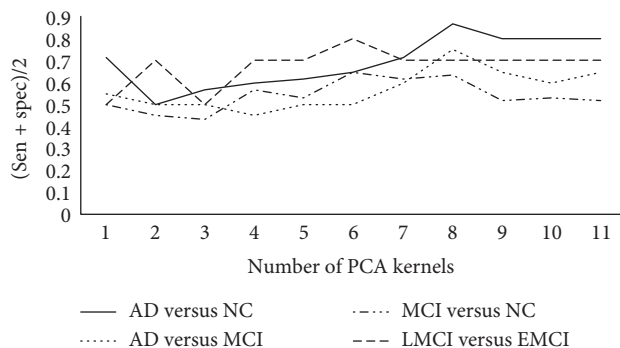 0.9
0.8
0.7
0.6
0.5
0.4
0.3
0.2
0.1
0
(Sen + spec)/2
1 2 3 4 5 6 7 8 9 10 11
Number of PCA kernels
AD versus NC
MCI versus NC
AD versus MCI
LMCI versus EMCI